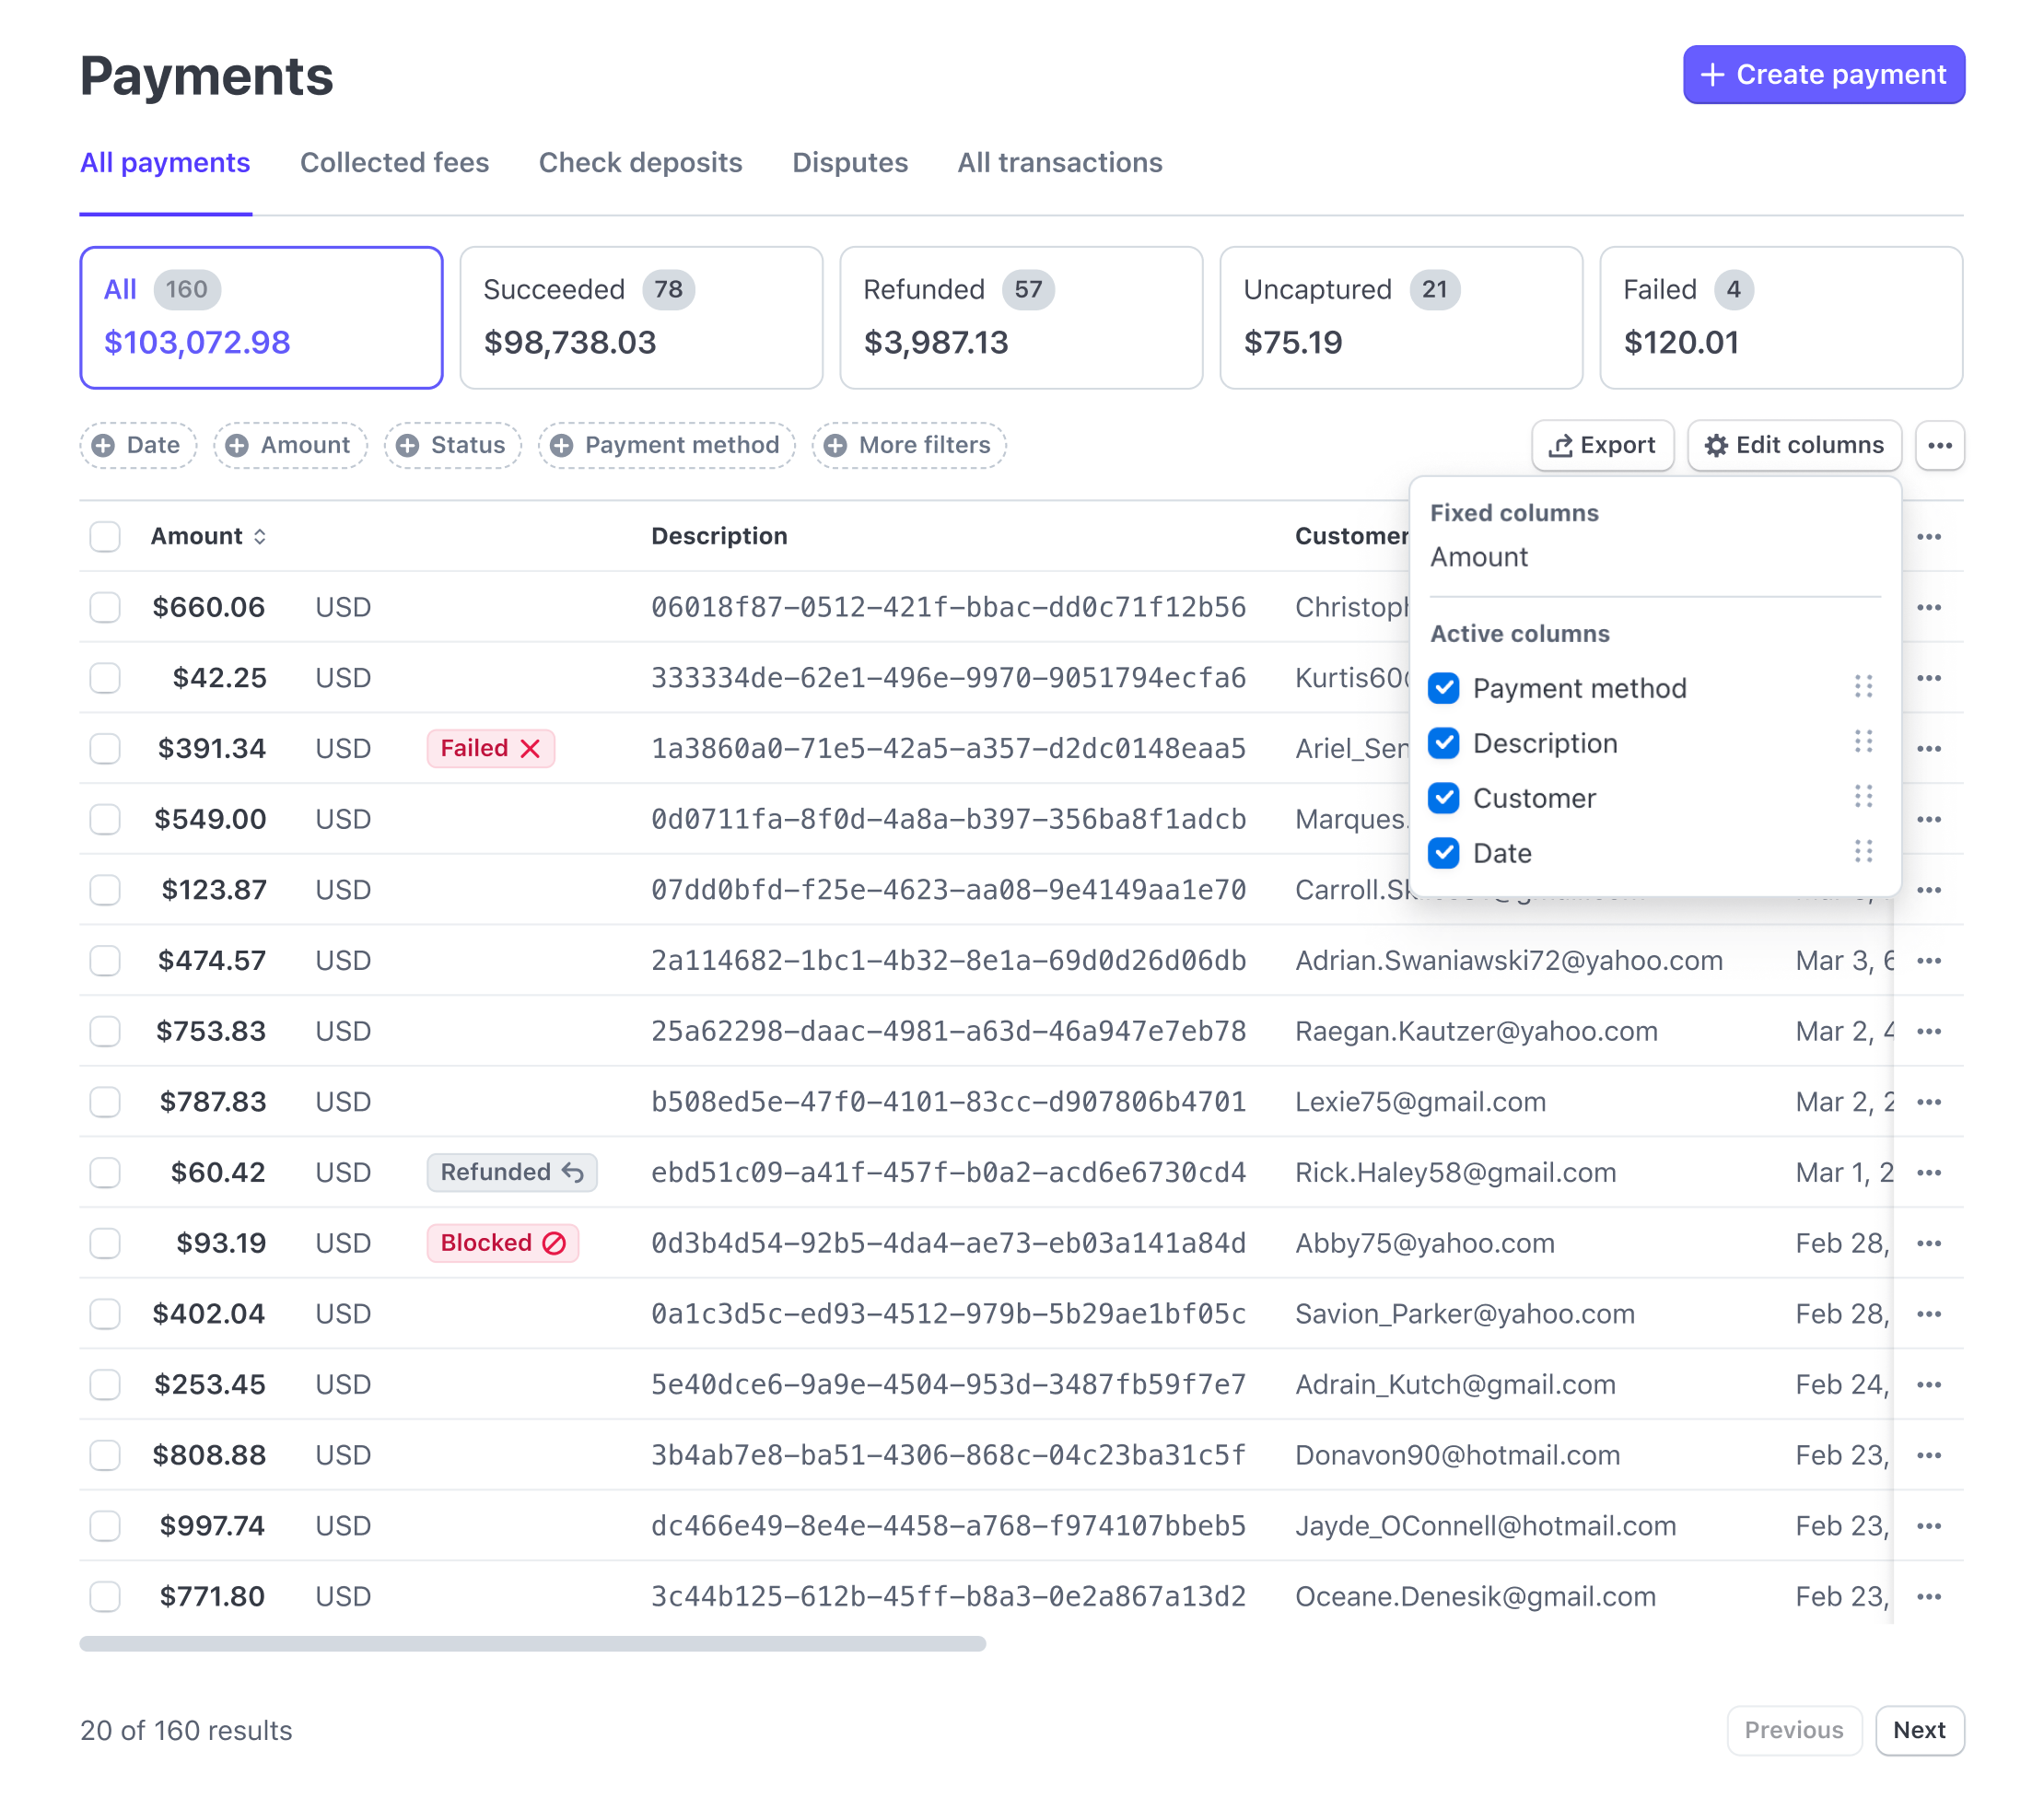 Payments
Create payment
All payments Collected fees Check deposits Disputes All transactions
All 160
$103,072.98
Succeeded 78
$98,738.03
Refunded 57
$3,987.13
Uncaptured 21
$75.19
Failed 4
$120.01
Date Amount Status Payment method More filters Export Edit columns
Fixed columns
Amount
Active columns
Payment method
Description
Customer
Date
Amount Description Customer
$660.06 USD 06018f87-0512-421f-bbac-dd0c71f12b56
$42.25 USD 333334de-62e1-496e-9970-9051794ecfa6
$391.34 USD Failed 1a3860a0-71e5-42a5-a357-d2dc0148eaa5
$549.00 USD 0d0711fa-8f0d-4a8a-b397-356ba8f1adcb
$123.87 USD 07dd0bfd-f25e-4623-aa08-9e4149aa1e70
$474.57 USD 2a114682-1bc1-4b32-8e1a-69d0d26d06db Adrian.Swaniawski72@yahoo.com Mar 3,
$753.83 USD 25a62298-daac-4981-a63d-46a947e7eb78 Raegan.Kautzer@yahoo.com Mar 2,
$787.83 USD b508ed5e-47f0-4101-83cc-d907806b4701 Lexie75@gmail.com Mar 2,
$60.42 USD Refunded ebd51c09-a41f-457f-b0a2-acd6e6730cd4 Rick.Haley58@gmail.com Mar 1,
$93.19 USD Blocked 0d3b4d54-92b5-4da4-ae73-eb03a141a84d Abby75@yahoo.com Feb 28,
$402.04 USD 0a1c3d5c-ed93-4512-979b-5b29ae1bf05c Savion_Parker@yahoo.com Feb 28,
$253.45 USD 5e40dce6-9a9e-4504-953d-3487fb59f7e7 Adrain_Kutch@gmail.com Feb 24,
$808.88 USD 3b4ab7e8-ba51-4306-868c-04c23ba31c5f Donavon90@hotmail.com Feb 23,
$997.74 USD dc466e49-8e4e-4458-a768-f974107bbeb5 Jayde_OConnell@hotmail.com Feb 23,
$771.80 USD 3c44b125-612b-45ff-b8a3-0e2a867a13d2 Oceane.Denesik@gmail.com Feb 23,
20 of 160 results
Previous Next